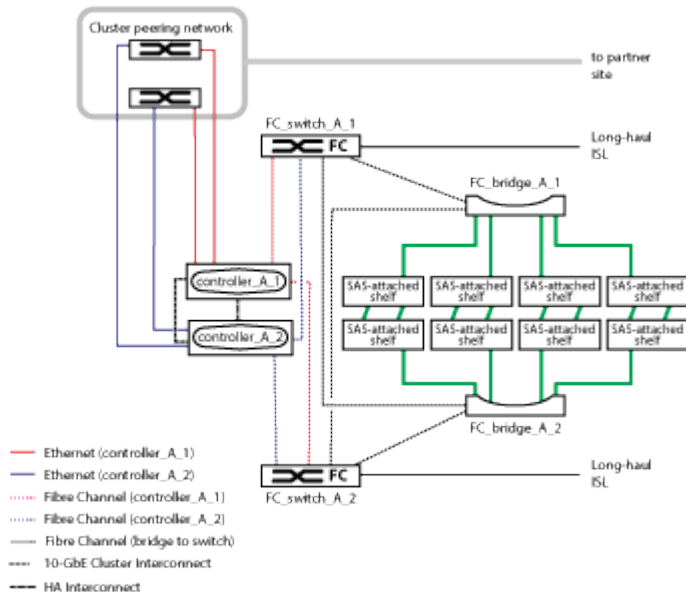 Cluster peering network
to partner
site
FC_switch_A_1
FC
Long-haul
ISL
FC_bridge_A_1
controller_A_1
SAS-attached
shelf
SAS-attached
shelf
SAS-attached
shelf
SAS-attached
shelf
controller_A_2
SAS-attached
shelf
SAS-attached
shelf
SAS-attached
shelf
SAS-attached
shelf
FC_bridge_A_2
FC
FC_switch_A_2
Long-haul
ISL
Ethernet (controller_A_1)
Ethernet (controller_A_2)
Fibre Channel (controller_A_1)
Fibre Channel (controller_A_2)
Fibre Channel (bridge to switch)
10-GbE Cluster Interconnect
HA Interconnect